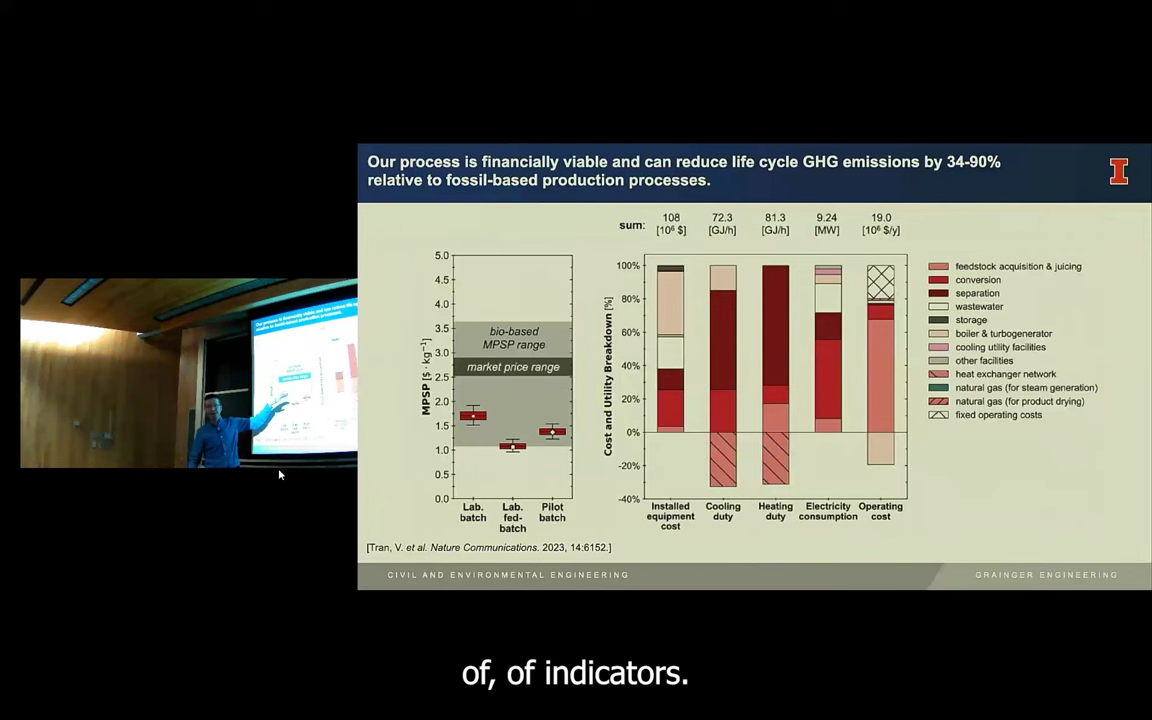 Our process is financially viable and can reduce life cycle GHG emissions by 34-90%
relative to fossil-based production processes.
sum:
108
[10⁶ $]
72.3
[GJ/h]
81.3
[GJ/h]
9.24
[MW]
19.0
[10⁶ $/y]
MPSP [$ · kg⁻¹]
5.0
4.5
4.0
3.5
3.0
2.5
2.0
1.5
1.0
0.5
0.0
bio-based
MPSP range
market price range
Lab.
batch
Lab.
fed-
batch
Pilot
batch
Cost and Utility Breakdown [%]
100%
80%
60%
40%
20%
0%
-20%
-40%
Installed
equipment
cost
Cooling
duty
Heating
duty
Electricity
consumption
Operating
cost
feedstock acquisition & juicing
conversion
separation
wastewater
storage
boiler & turbogenerator
cooling utility facilities
other facilities
heat exchanger network
natural gas (for steam generation)
natural gas (for product drying)
fixed operating costs
[Tran, V. et al. Nature Communications. 2023, 14:6152.]
CIVIL AND ENVIRONMENTAL ENGINEERING
GRAINGER ENGINEERING
of, of indicators.